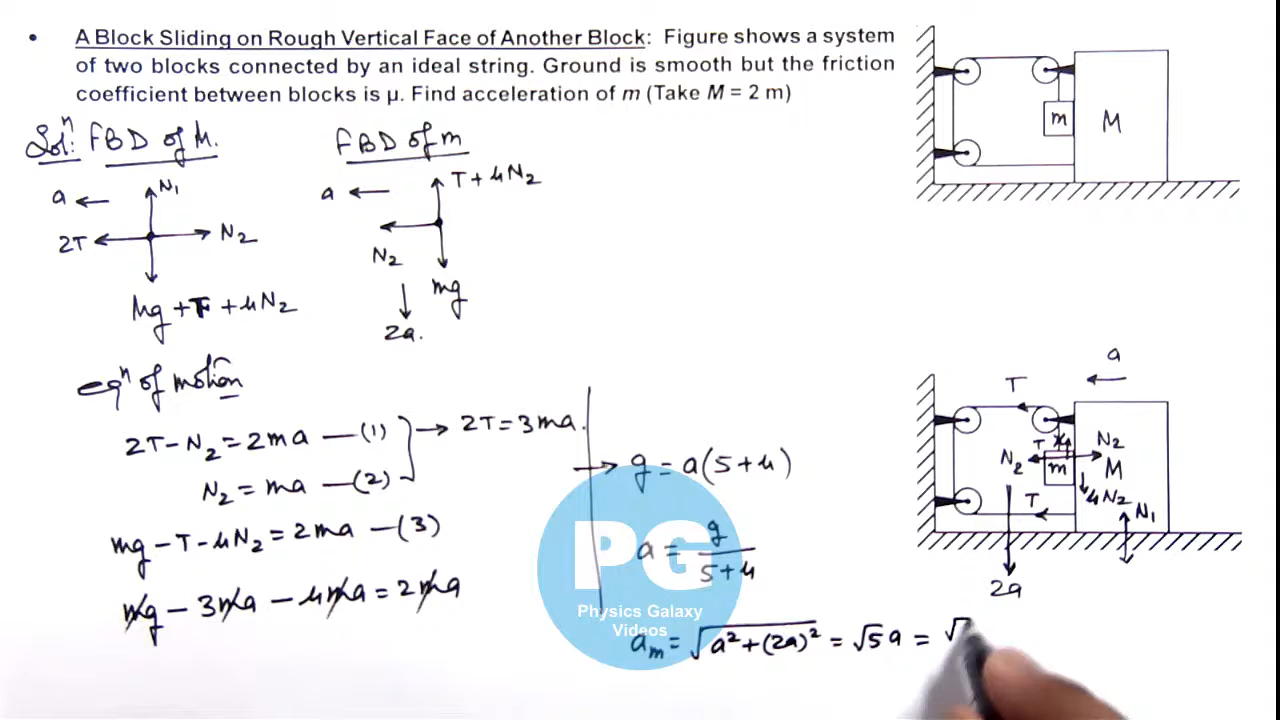 • A Block Sliding on Rough Vertical Face of Another Block: Figure shows a system
of two blocks connected by an ideal string. Ground is smooth but the friction
coefficient between blocks is μ. Find acceleration of m (Take M = 2 m)
m
M
Solⁿ: FBD of M.
FBD of m
a
N₁
2T
N₂
Mg + T + μN₂
a
T + μN₂
N₂
mg
2a.
eqⁿ of motion
2T - N₂ = 2ma —(1)
→ 2T = 3ma.
N₂ = ma —(2)
mg - T - μN₂ = 2ma —(3)
mg - 3ma - μma = 2ma
→ g = a(5+μ)
a = g/(5+μ)
aₘ = √(a² + (2a)²) = √5 a = √
PG
Physics Galaxy
Videos
a
T
T
N₂
N₂
m
M
μN₂
T
N₁
2a